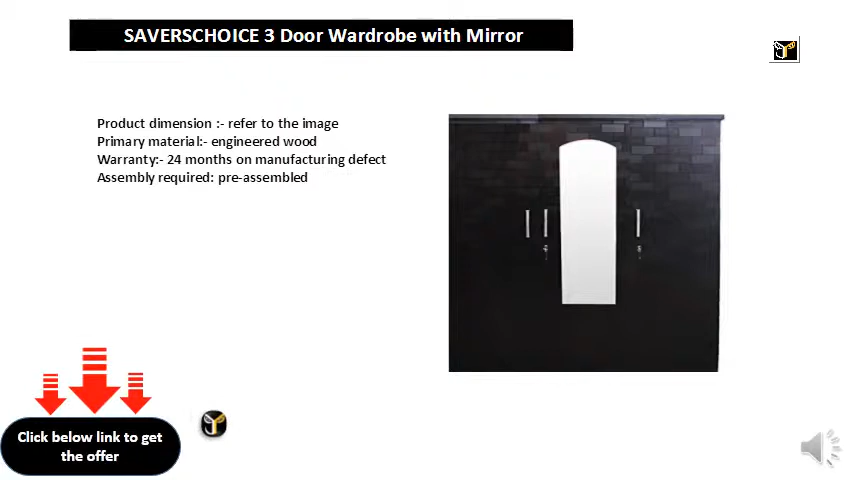 SAVERSCHOICE 3 Door Wardrobe with Mirror
Product dimension :- refer to the image
Primary material:- engineered wood
Warranty:- 24 months on manufacturing defect
Assembly required: pre-assembled
Click below link to get
the offer